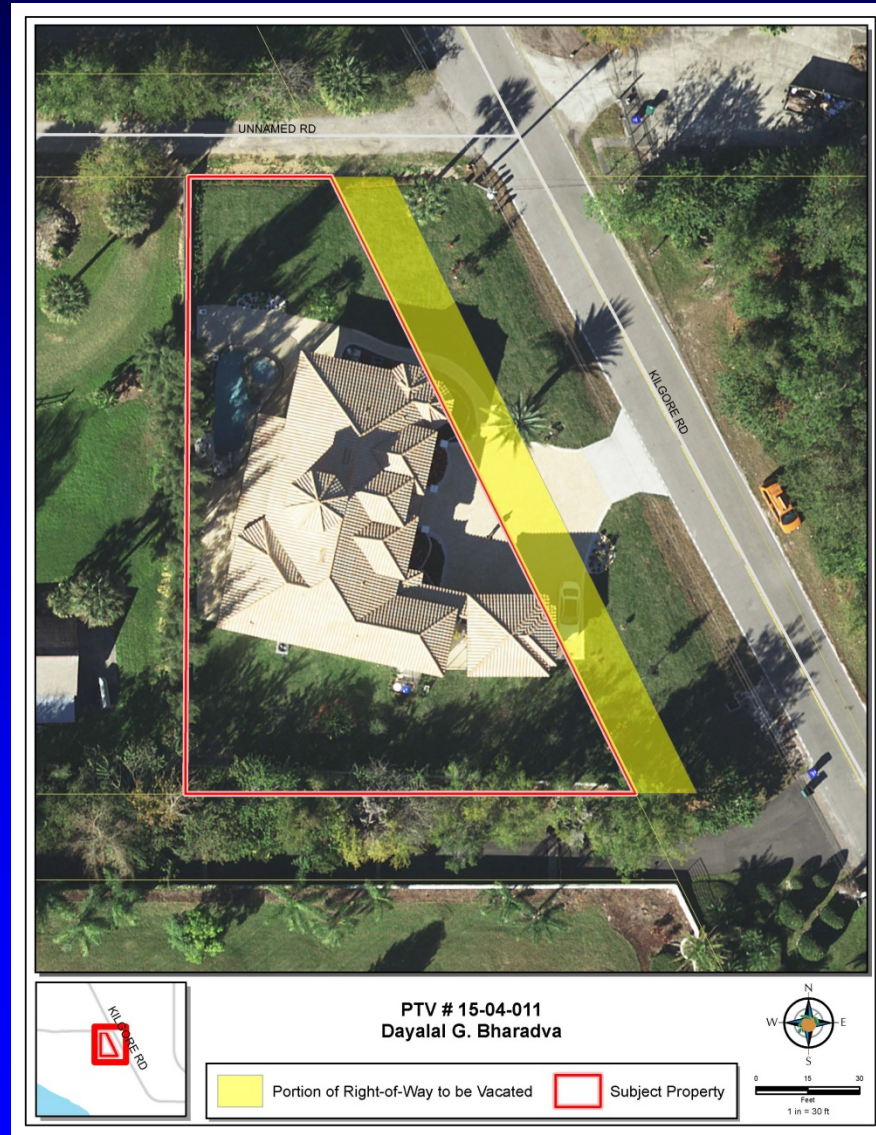 UNNAMED RD
KILGORE RD
KILGORE RD
PTV # 15-04-011
Dayalal G. Bharadva
Portion of Right-of-Way to be Vacated
Subject Property
N
W
E
S
0 15 30
Feet
1 in = 30 ft